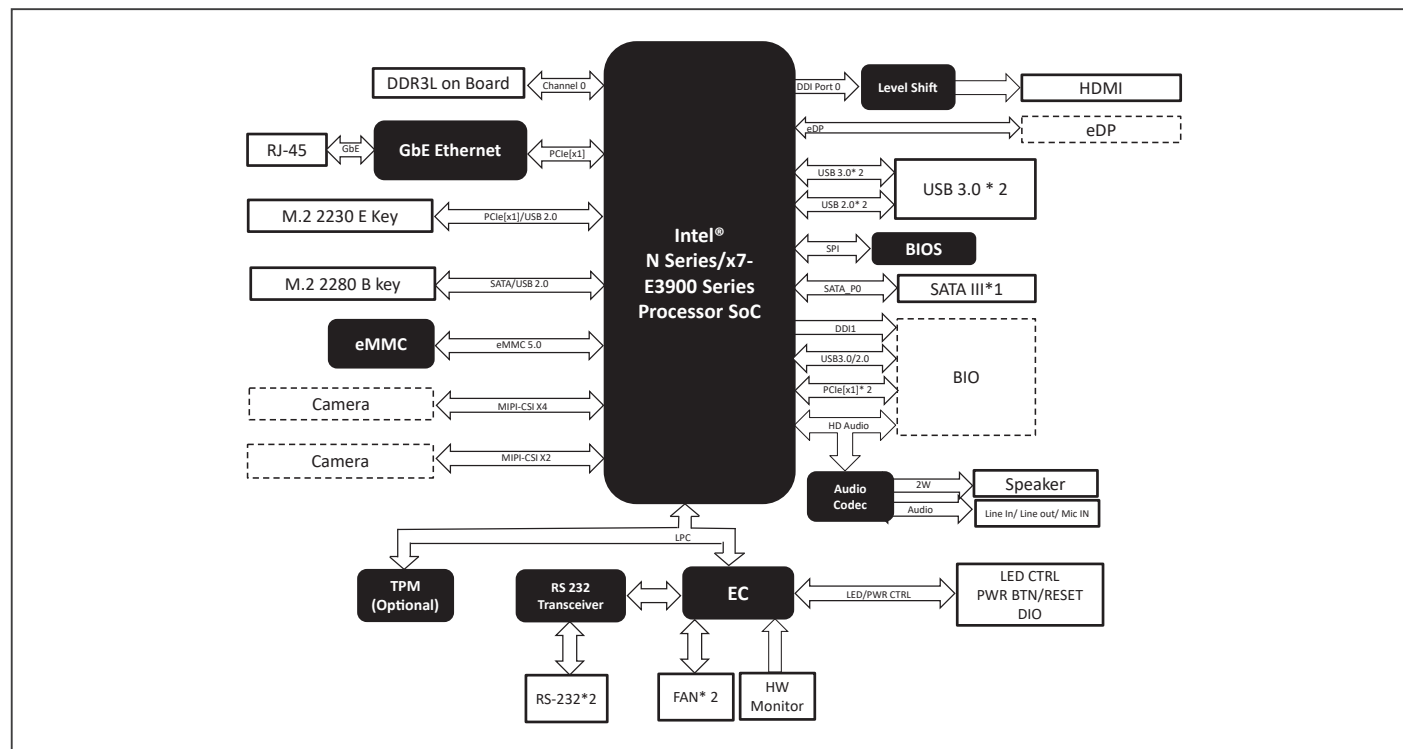 DDR3L on Board
Channel 0
RJ-45
GbE
GbE Ethernet
PCIe[x1]
M.2 2230 E Key
PCIe[x1]/USB 2.0
M.2 2280 B key
SATA/USB 2.0
eMMC
eMMC 5.0
Camera
MIPI-CSI X4
Camera
MIPI-CSI X2
Intel®
N Series/x7-
E3900 Series
Processor SoC
DDI Port 0
Level Shift
HDMI
eDP
eDP
USB 3.0* 2
USB 2.0* 2
USB 3.0 * 2
SPI
BIOS
SATA_P0
SATA III*1
DDI1
USB3.0/2.0
PCIe[x1]* 2
HD Audio
BIO
Audio
Codec
2W
Speaker
Audio
Line In/ Line out/ Mic IN
LPC
TPM
(Optional)
RS 232
Transceiver
EC
LED/PWR CTRL
LED CTRL
PWR BTN/RESET
DIO
RS-232*2
FAN* 2
HW
Monitor